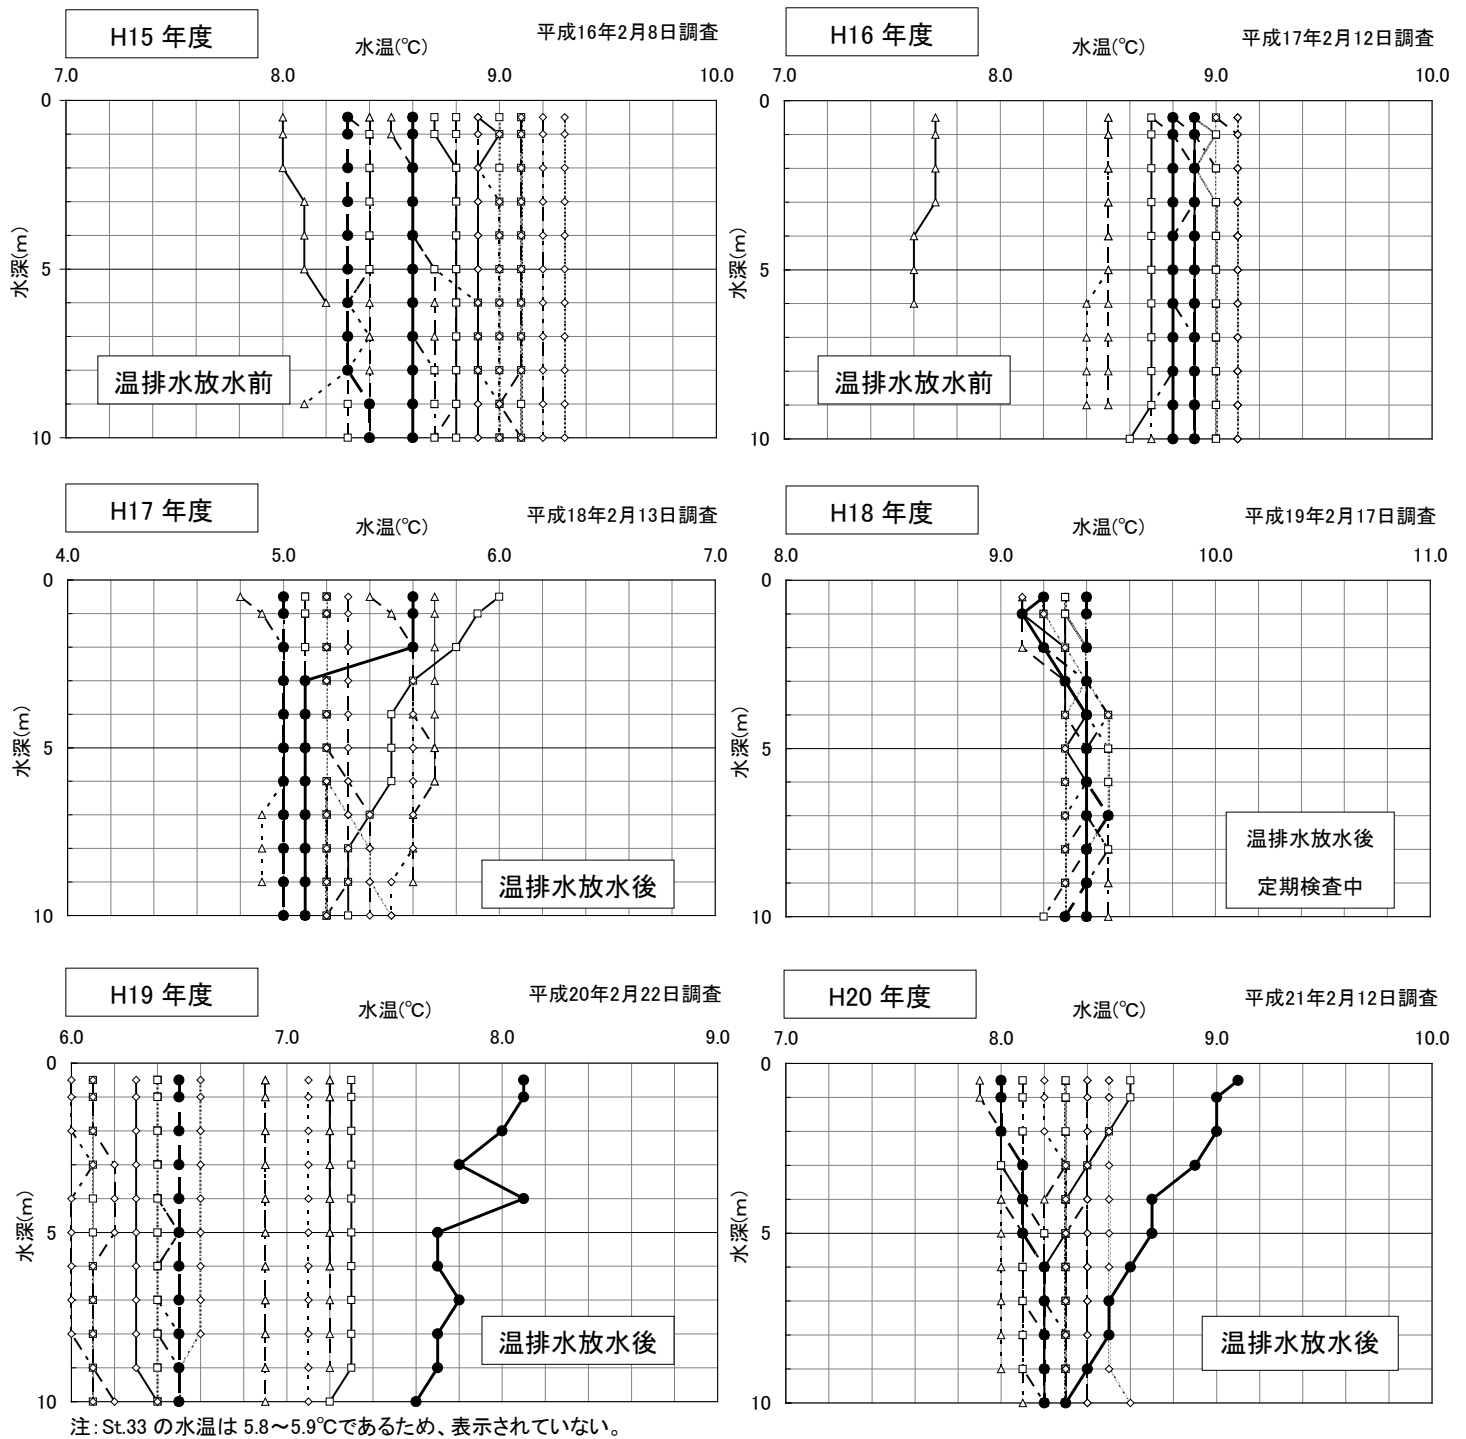 H15 年度
水温(℃)
平成16年2月8日調査
7.0 8.0 9.0 10.0
0
5
10
水深(m)
温排水放水前
H16 年度
水温(℃)
平成17年2月12日調査
7.0 8.0 9.0 10.0
0
5
10
水深(m)
温排水放水前
H17 年度
水温(℃)
平成18年2月13日調査
4.0 5.0 6.0 7.0
0
5
10
水深(m)
温排水放水後
H18 年度
水温(℃)
平成19年2月17日調査
8.0 9.0 10.0 11.0
0
5
10
水深(m)
温排水放水後
定期検査中
H19 年度
水温(℃)
平成20年2月22日調査
6.0 7.0 8.0 9.0
0
5
10
水深(m)
温排水放水後
H20 年度
水温(℃)
平成21年2月12日調査
7.0 8.0 9.0 10.0
0
5
10
水深(m)
温排水放水後
注: St.33 の水温は 5.8～5.9℃であるため、表示されていない。